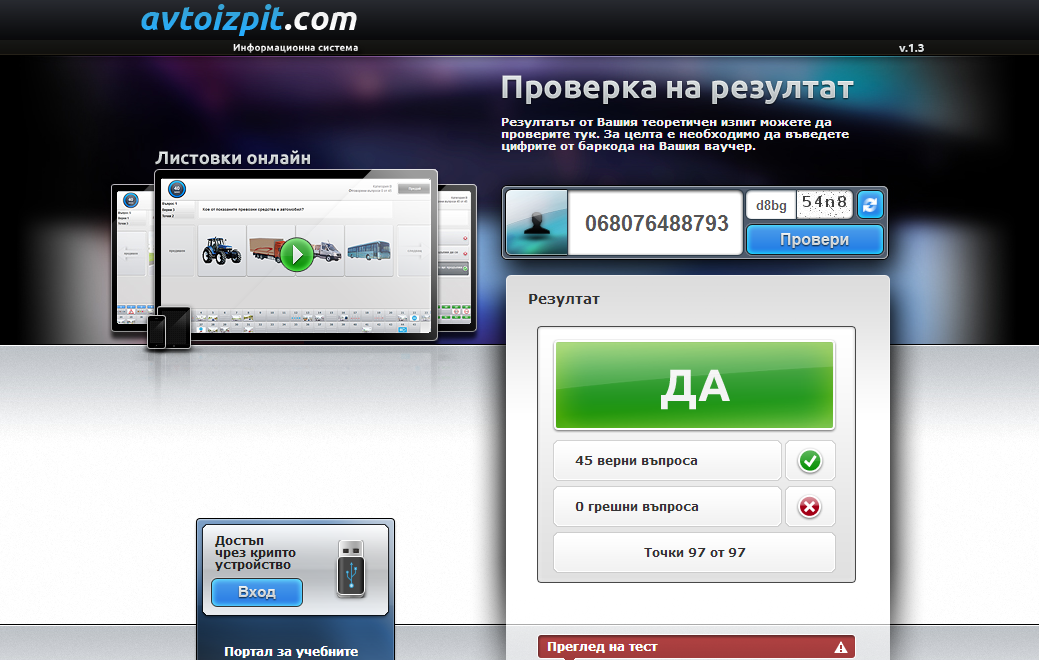 avtoizpit.com
Информационна система
v.1.3
Проверка на резултат
Резултатът от Вашия теоретичен изпит можете да
проверите тук. За целта е необходимо да въведете
цифрите от баркода на Вашия ваучер.
Листовки онлайн
40
40
Кое от показаните превозни средства е автомобил?
068076488793
d8bg
54n8
Провери
Резултат
ДА
45 верни въпроса
0 грешни въпроса
Точки 97 от 97
Достъп
чрез крипто
устройство
Вход
Портал за учебните
Преглед на тест